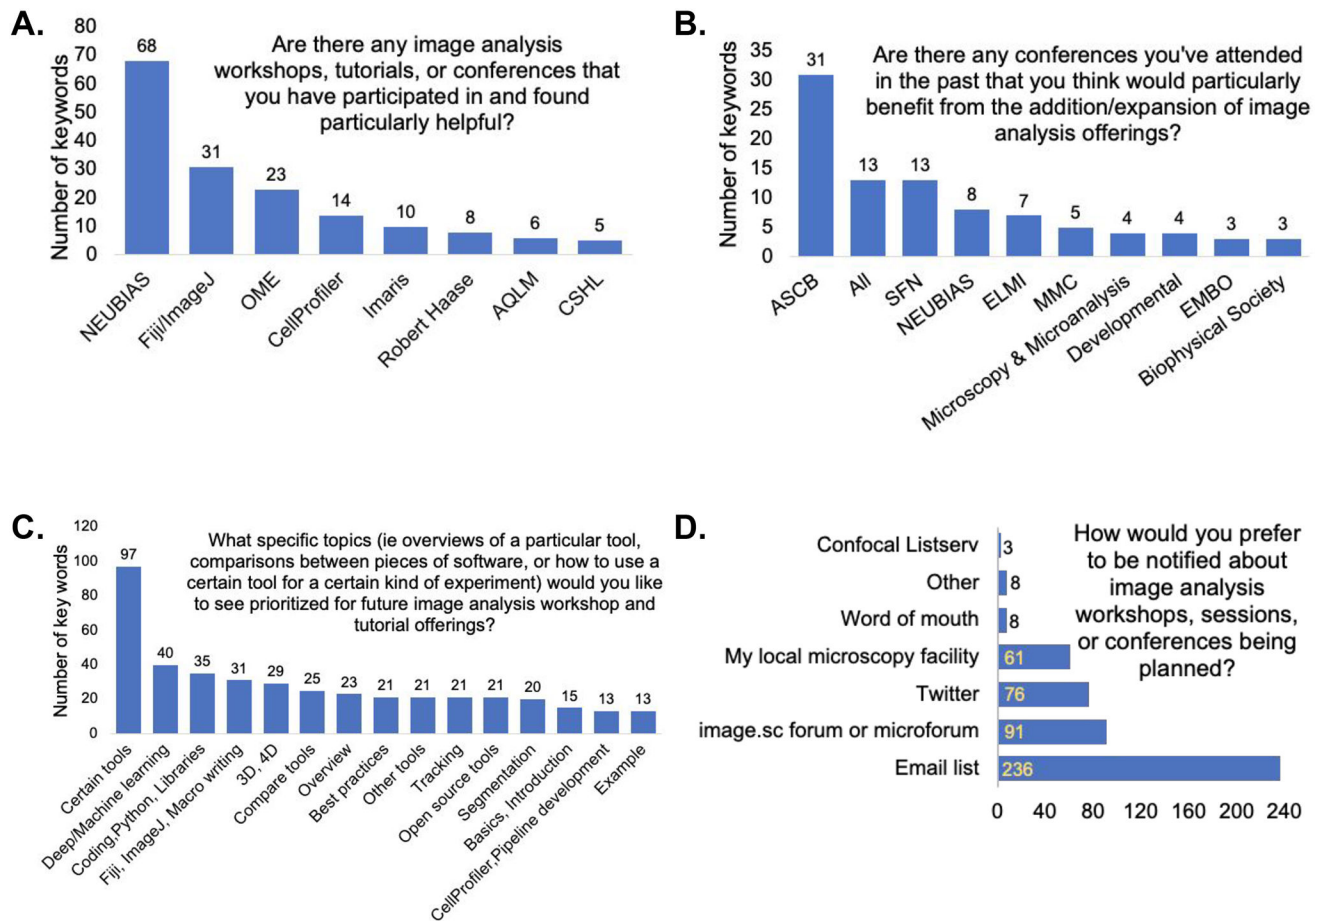 A.
Number of keywords
80
70
60
50
40
30
20
10
0
Are there any image analysis
workshops, tutorials, or conferences that
you have participated in and found
particularly helpful?
68
31
23
14
10
8
6
5
NEUBIAS
Fiji/ImageJ
OME
CellProfiler
Imaris
Robert Haase
AQLM
CSHL
B.
Number of keywords
35
30
25
20
15
10
5
0
Are there any conferences you've attended
in the past that you think would particularly
benefit from the addition/expansion of image
analysis offerings?
31
13
13
8
7
5
4
4
3
3
ASCB
All
SFN
NEUBIAS
ELMI
MMC
Microscopy & Microanalysis
Developmental
EMBO
Biophysical Society
C.
Number of key words
120
100
80
60
40
20
0
What specific topics (ie overviews of a particular tool,
comparisons between pieces of software, or how to use a
certain tool for a certain kind of experiment) would you like
to see prioritized for future image analysis workshop and
tutorial offerings?
97
40
35
31
29
25
23
21
21
21
21
20
15
13
13
Certain tools
Deep/Machine learning
Coding,Python, Libraries
Fiji, ImageJ, Macro writing
3D, 4D
Compare tools
Overview
Best practices
Other tools
Tracking
Open source tools
Segmentation
Basics, Introduction
CellProfiler,Pipeline development
Example
D.
How would you prefer
to be notified about
image analysis
workshops, sessions,
or conferences being
planned?
Confocal Listserv 3
Other 8
Word of mouth 8
My local microscopy facility 61
Twitter 76
image.sc forum or microforum 91
Email list 236
0 40 80 120 160 200 240